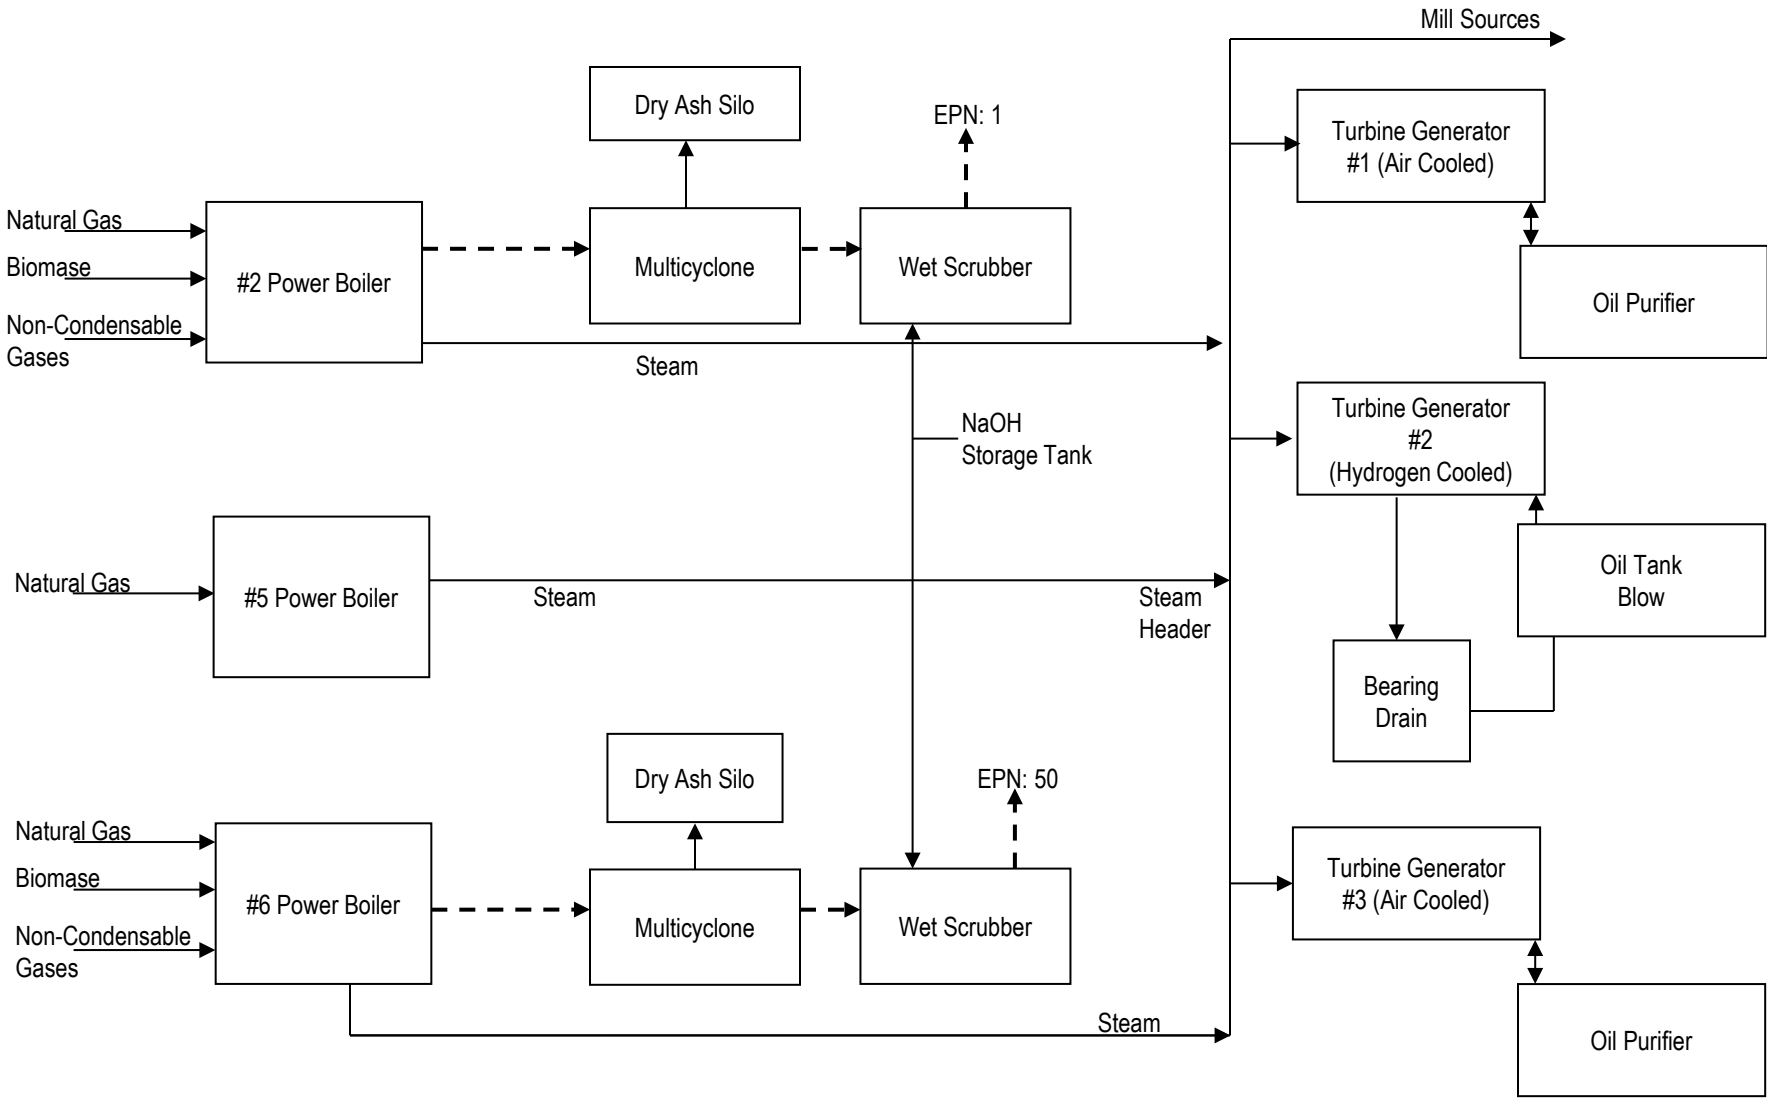 Mill Sources
Dry Ash Silo
EPN: 1
Turbine Generator
#1 (Air Cooled)
Natural Gas
Biomase
Non-Condensable
Gases
#2 Power Boiler
Multicyclone
Wet Scrubber
Oil Purifier
Steam
NaOH
Storage Tank
Turbine Generator
#2
(Hydrogen Cooled)
Natural Gas
#5 Power Boiler
Steam
Steam
Header
Oil Tank
Blow
Bearing
Drain
Dry Ash Silo
EPN: 50
Natural Gas
Biomase
Non-Condensable
Gases
#6 Power Boiler
Multicyclone
Wet Scrubber
Turbine Generator
#3 (Air Cooled)
Steam
Oil Purifier